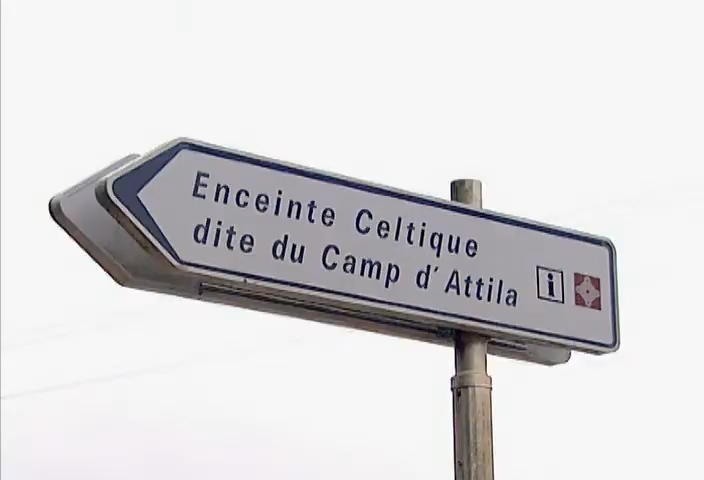 Enceinte Celtique
dite du Camp d'Attila
i